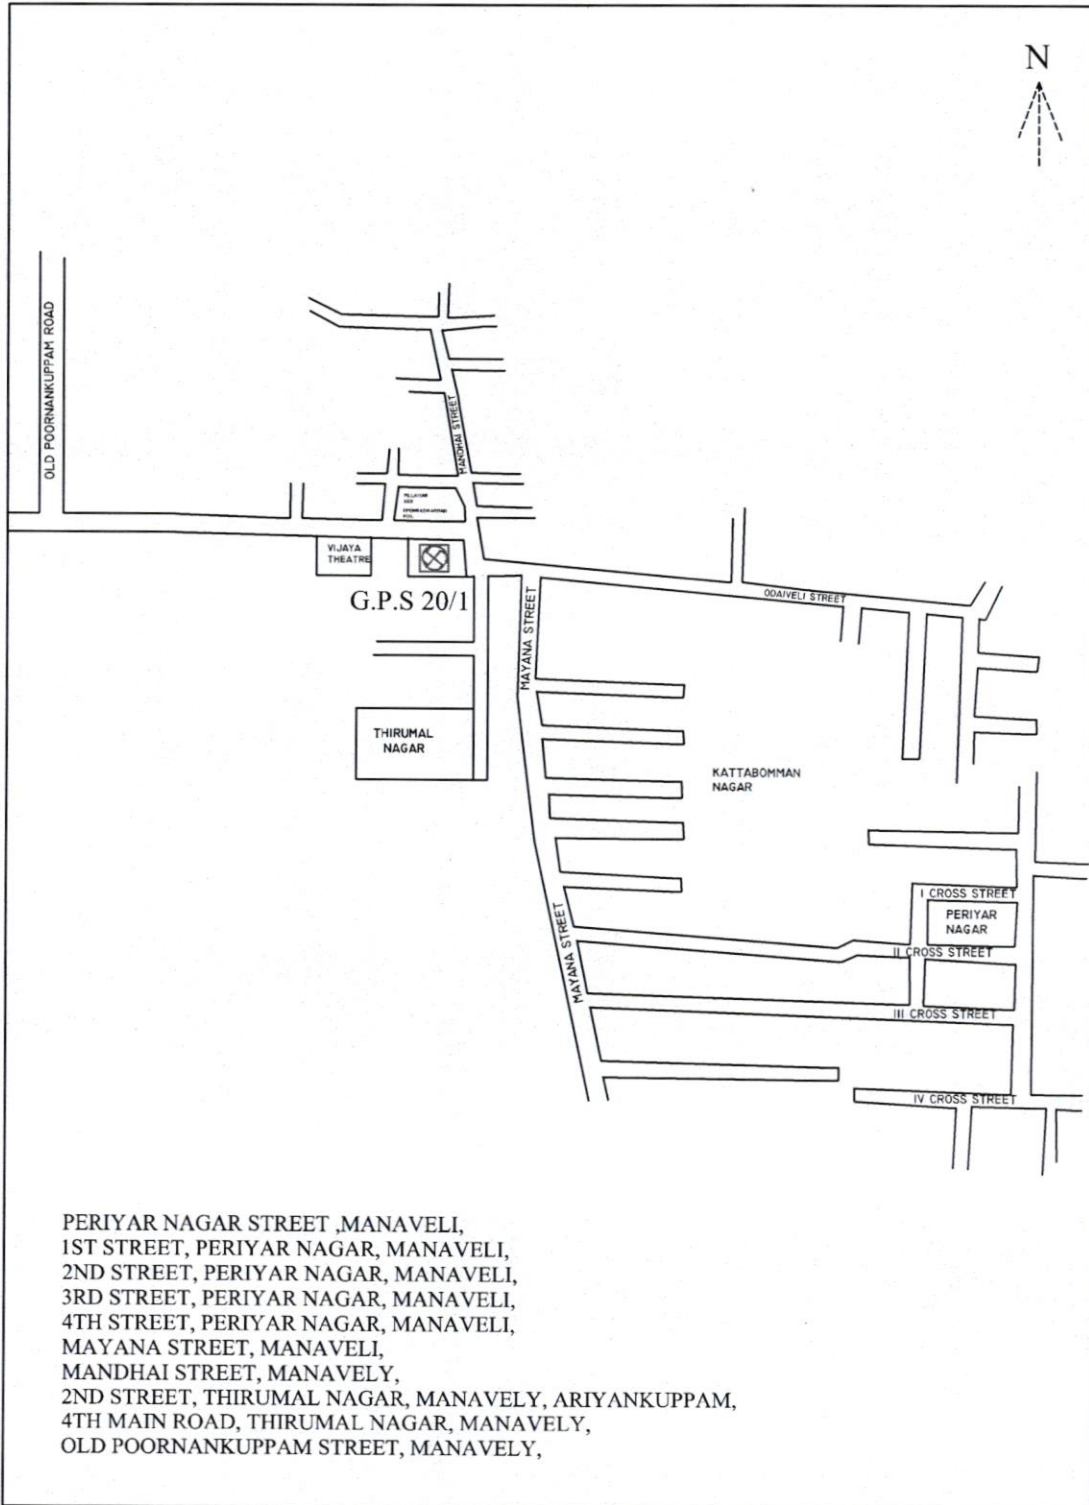 N
OLD POORNANKUPPAM ROAD
MANDHAI STREET
VIJAYA
THEATRE
G.P.S 20/1
ODAIVELI STREET
MAYANA STREET
THIRUMAL
NAGAR
KATTABOMMAN
NAGAR
I CROSS STREET
PERIYAR
NAGAR
MAYANA STREET
II CROSS STREET
III CROSS STREET
IV CROSS STREET
PERIYAR NAGAR STREET ,MANAVELI,
1ST STREET, PERIYAR NAGAR, MANAVELI,
2ND STREET, PERIYAR NAGAR, MANAVELI,
3RD STREET, PERIYAR NAGAR, MANAVELI,
4TH STREET, PERIYAR NAGAR, MANAVELI,
MAYANA STREET, MANAVELI,
MANDHAI STREET, MANAVELY,
2ND STREET, THIRUMAL NAGAR, MANAVELY, ARIYANKUPPAM,
4TH MAIN ROAD, THIRUMAL NAGAR, MANAVELY,
OLD POORNANKUPPAM STREET, MANAVELY,